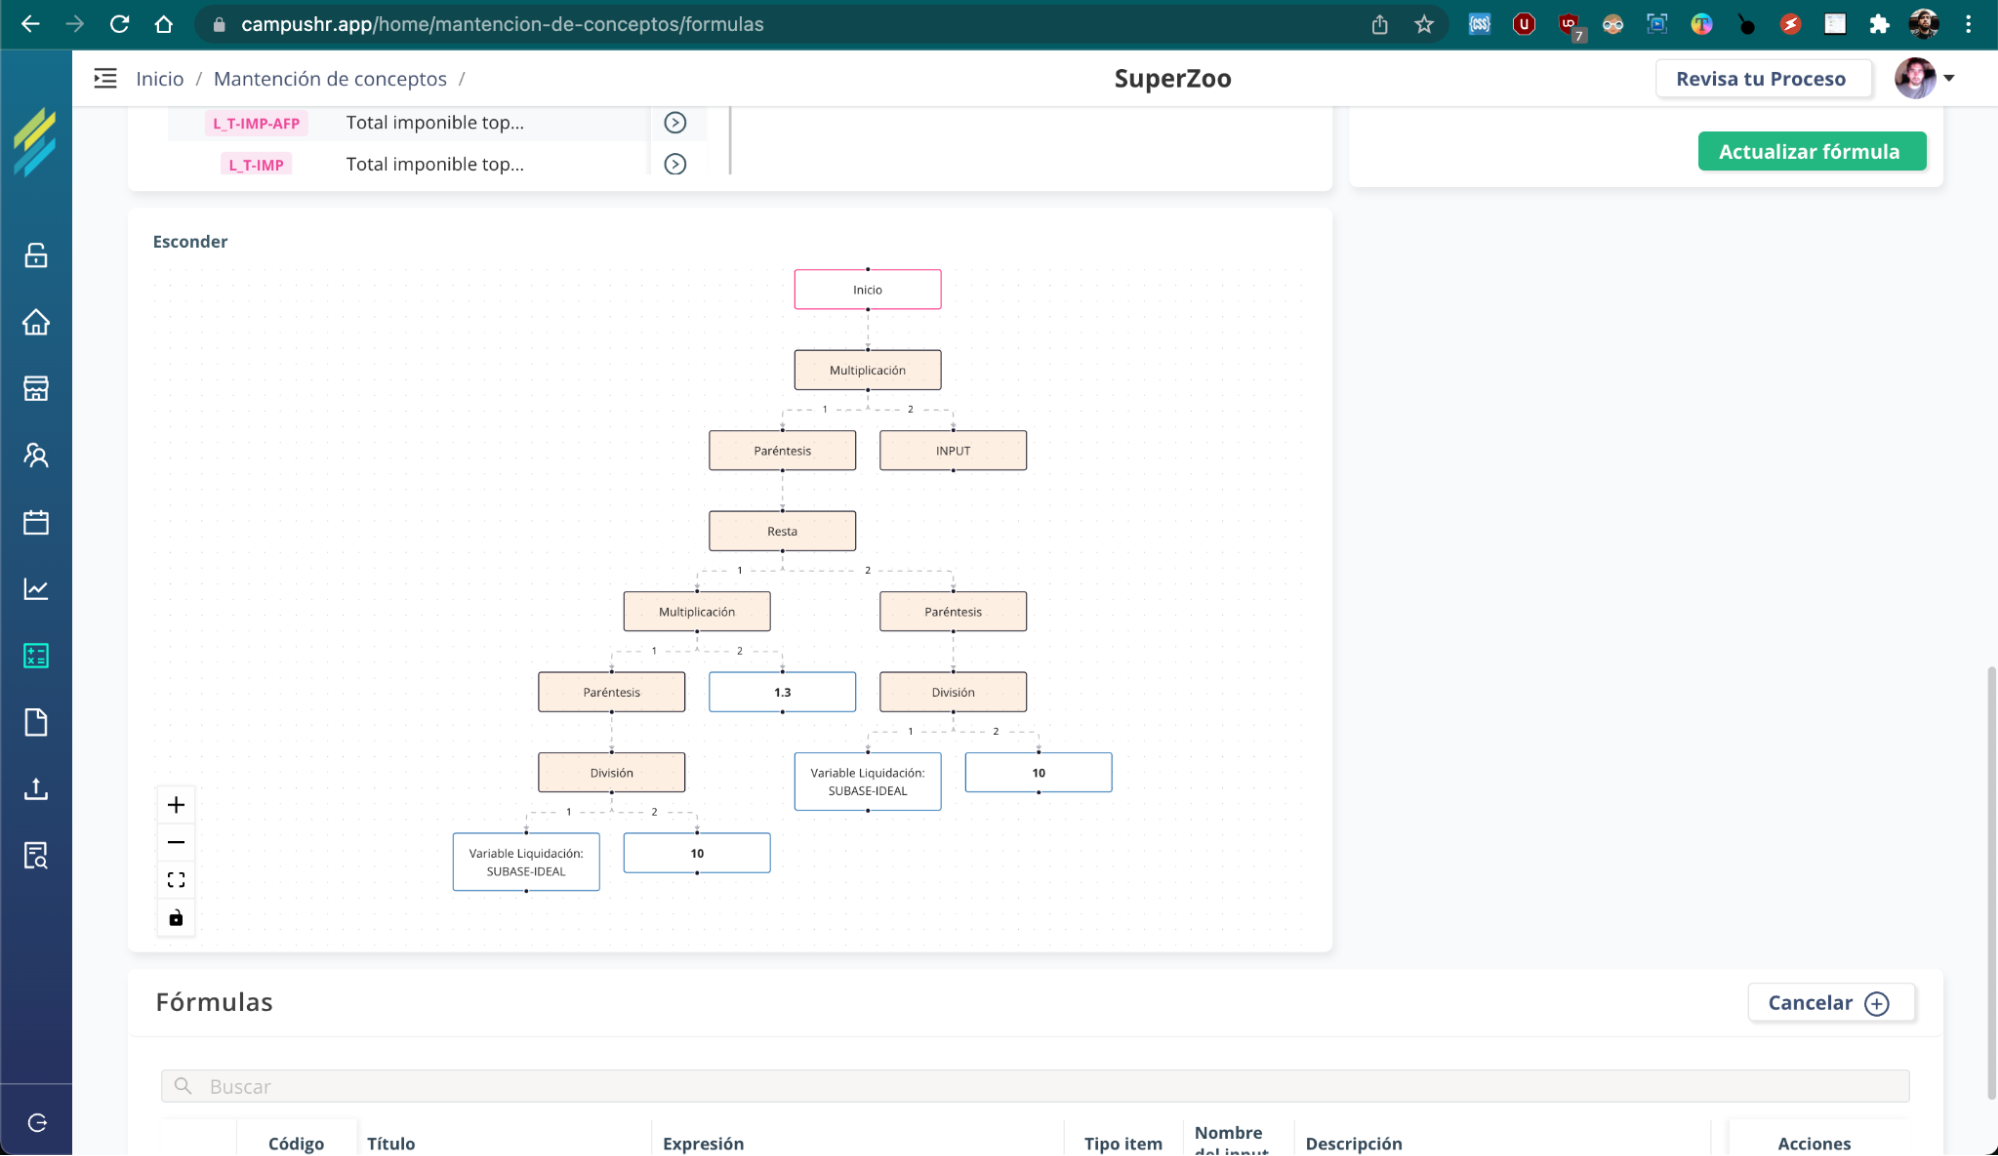 campushr.app/home/mantencion-de-conceptos/formulas
7
Inicio / Mantención de conceptos /
SuperZoo
Revisa tu Proceso
L_T-IMP-AFP Total imponible top...
L_T-IMP Total imponible top...
Actualizar fórmula
Esconder
Inicio
Multiplicación
1 2
Paréntesis INPUT
Resta
1 2
Multiplicación Paréntesis
1 2
Paréntesis 1.3 División
1 2
División Variable Liquidación: 10
SUBASE-IDEAL
1 2
Variable Liquidación: 10
SUBASE-IDEAL
Fórmulas
Cancelar
Buscar
Código Título Expresión Tipo item Nombre del input Descripción Acciones